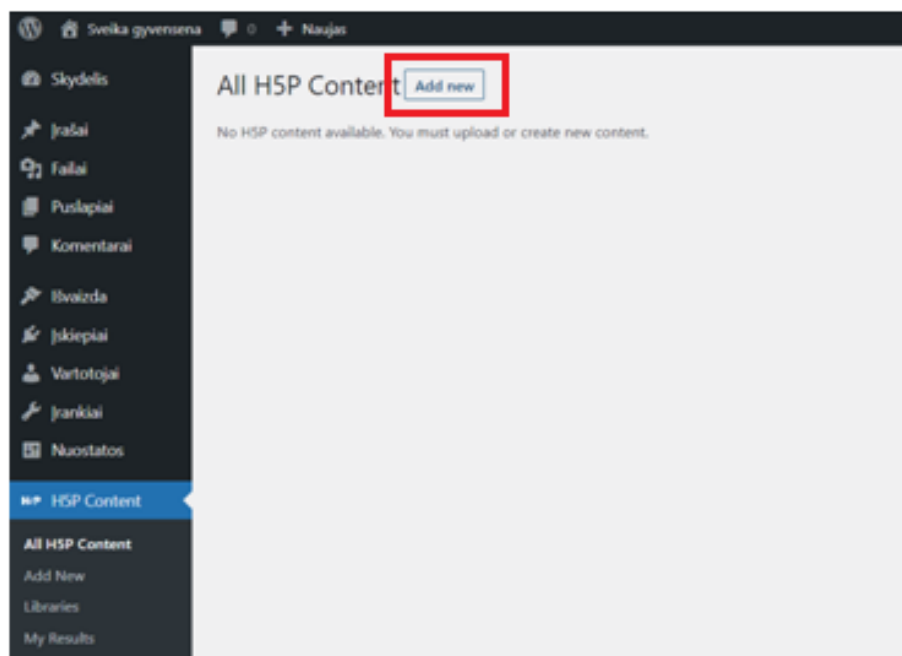 Sveika gyvensena 0 Naujas
All H5P Content Add new
No H5P content available. You must upload or create new content.
Skydelis
Įrašai
Failai
Puslapiai
Komentarai
Išvaizda
Įskiepiai
Vartotojai
Įrankiai
Nuostatos
H5P H5P Content
All H5P Content
Add New
Libraries
My Results